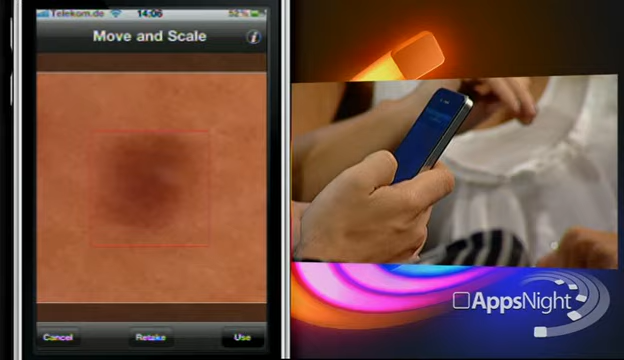 Telekom.de 14:06 52%
Move and Scale
Cancel Retake Use
AppsNight